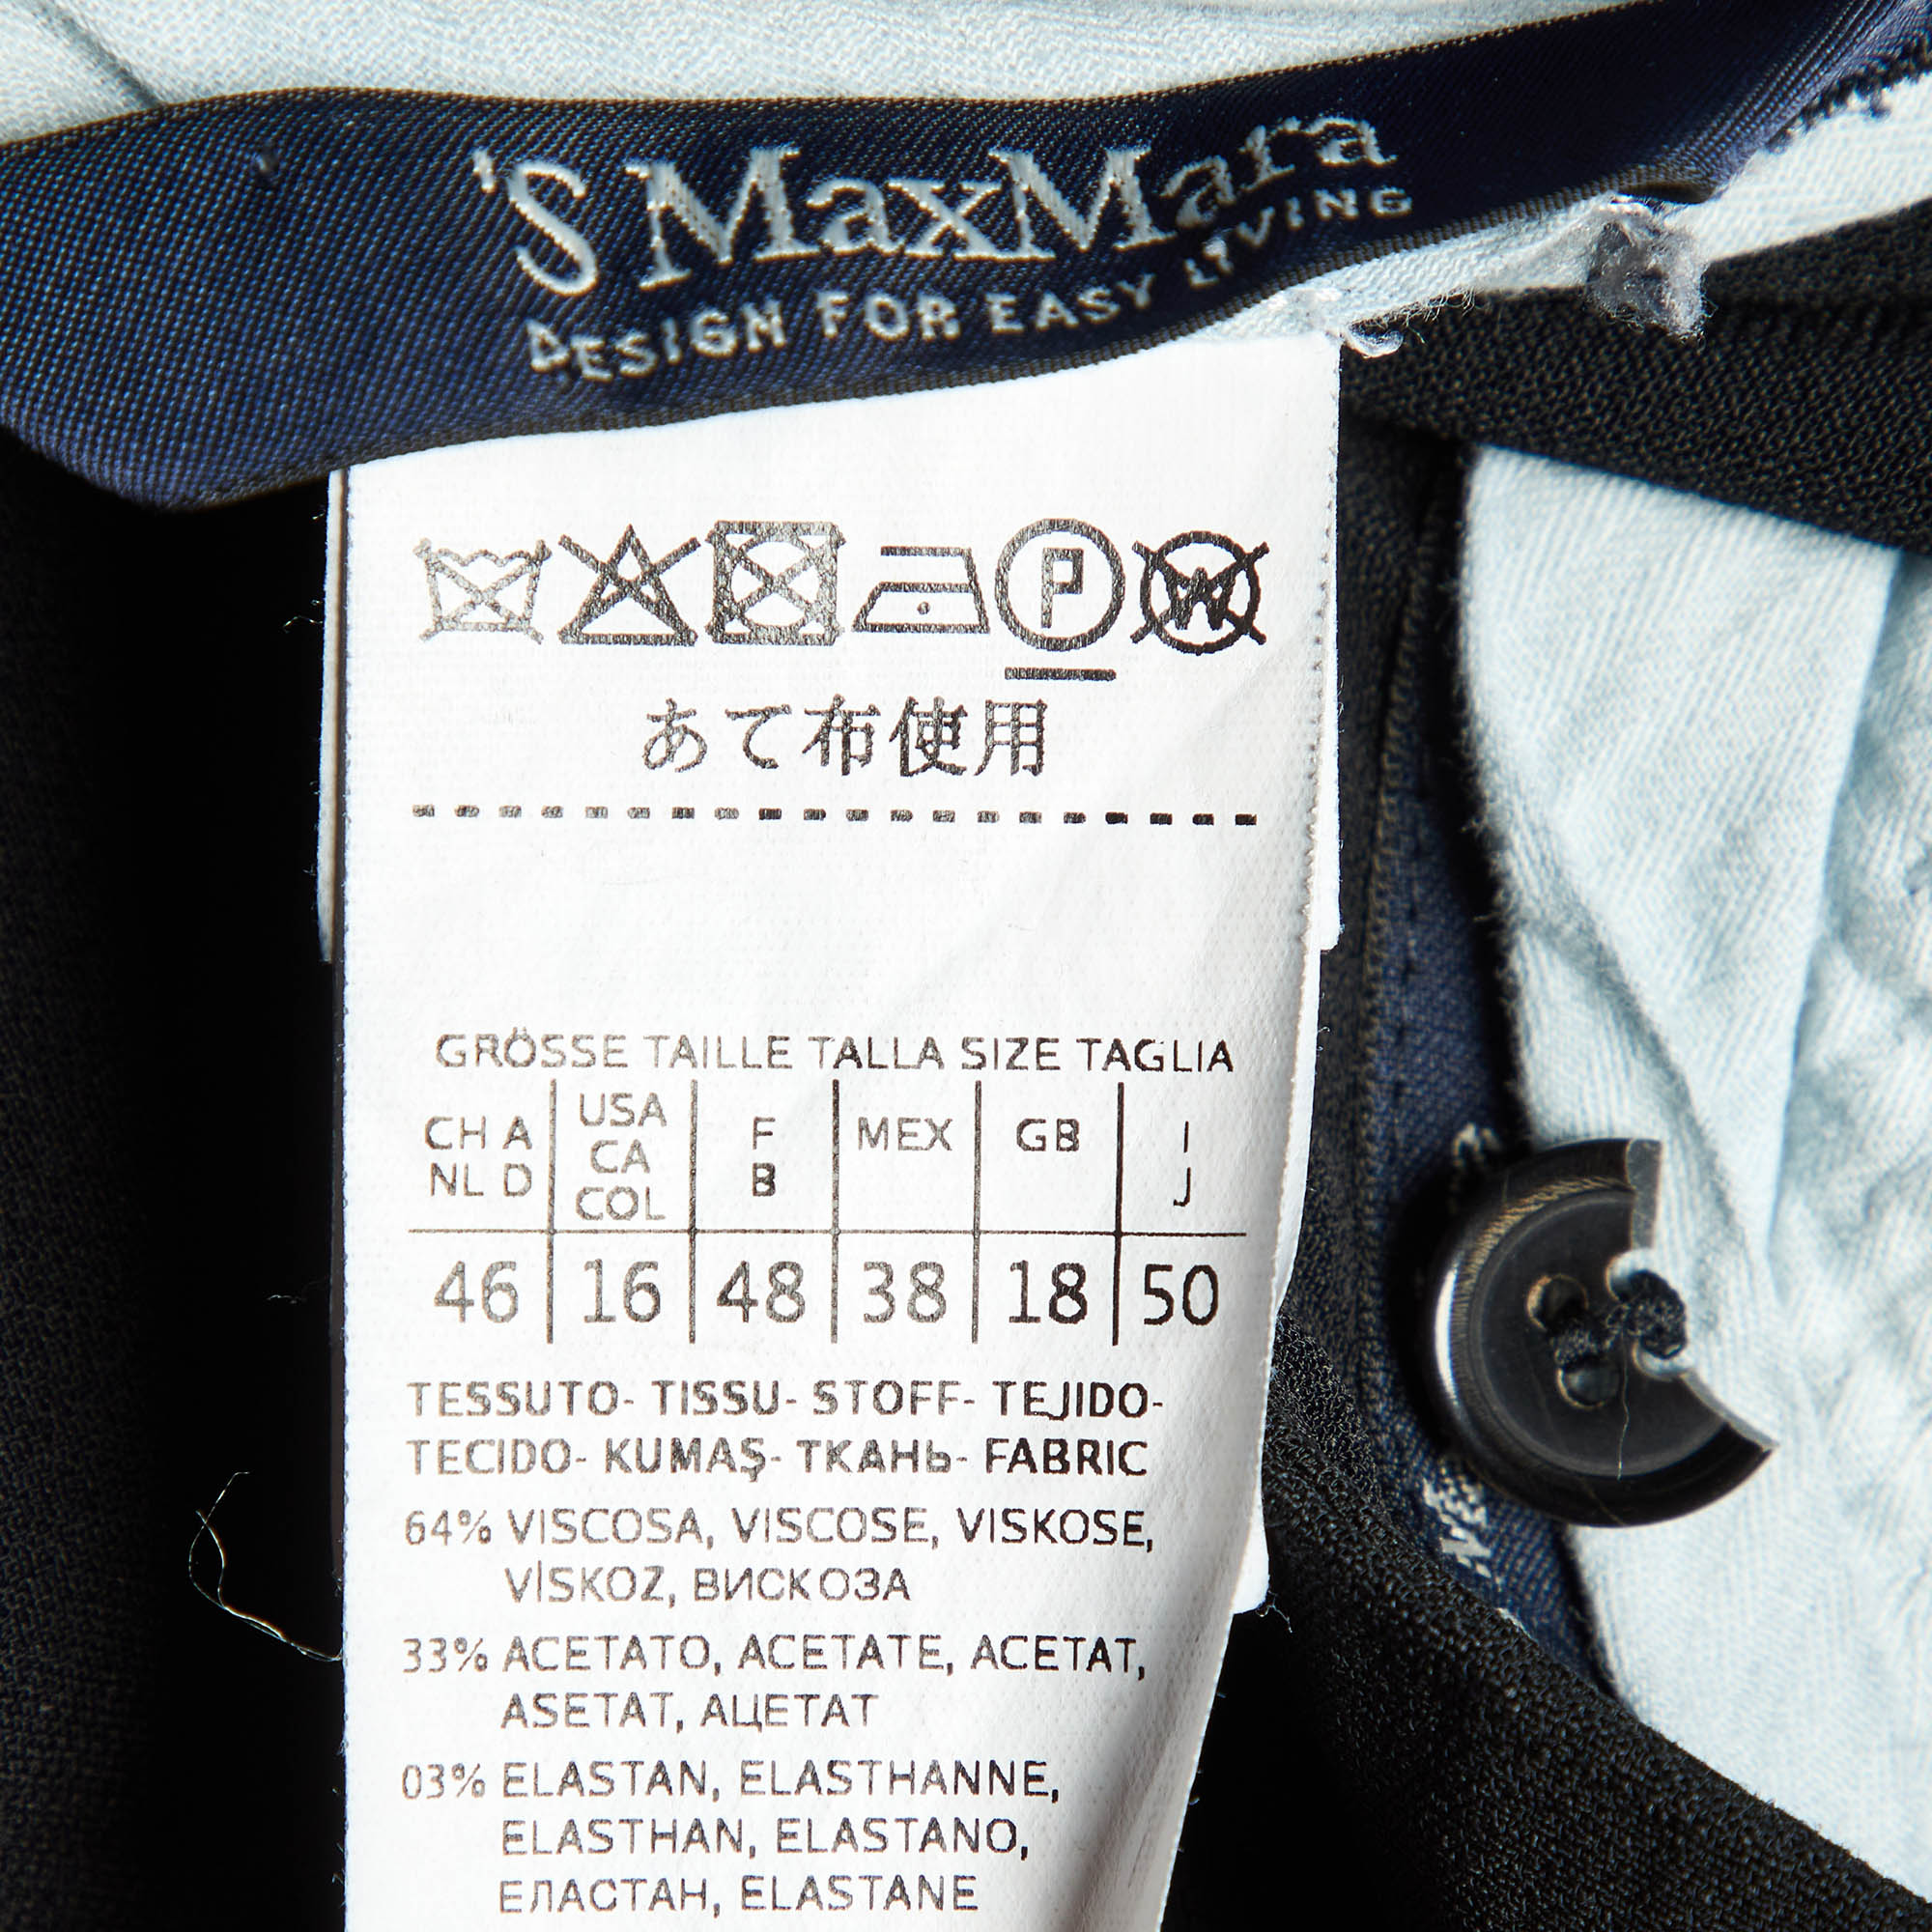 'S MaxMara
DESIGN FOR EASY LIVING
P W
あて布使用
GRÖSSE TAILLE TALLA SIZE TAGLIA
CH A NL D USA CA COL F B MEX GB I J
46 16 48 38 18 50
TESSUTO- TISSU- STOFF- TEJIDO-
TECIDO- KUMAŞ- ТКАНЬ- FABRIC
64% VISCOSA, VISCOSE, VISKOSE,
VİSKOZ, ВИСКОЗА
33% ACETATO, ACETATE, ACETAT,
ASETAT, АЦЕТАТ
03% ELASTAN, ELASTHANNE,
ELASTHAN, ELASTANO,
ЕЛАСТАН, ELASTANE